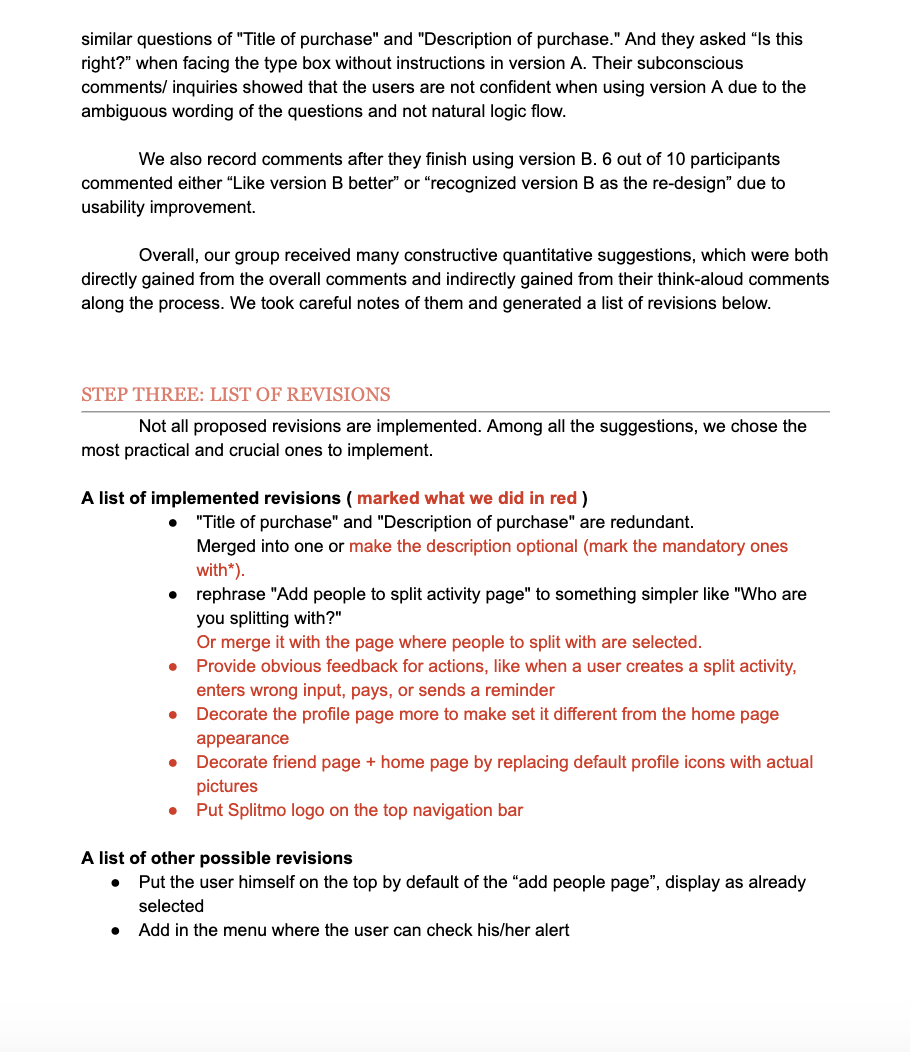 similar questions of "Title of purchase" and "Description of purchase." And they asked “Is this
right?” when facing the type box without instructions in version A. Their subconscious
comments/ inquiries showed that the users are not confident when using version A due to the
ambiguous wording of the questions and not natural logic flow.
We also record comments after they finish using version B. 6 out of 10 participants
commented either “Like version B better” or “recognized version B as the re-design” due to
usability improvement.
Overall, our group received many constructive quantitative suggestions, which were both
directly gained from the overall comments and indirectly gained from their think-aloud comments
along the process. We took careful notes of them and generated a list of revisions below.
STEP THREE: LIST OF REVISIONS
Not all proposed revisions are implemented. Among all the suggestions, we chose the
most practical and crucial ones to implement.
A list of implemented revisions ( marked what we did in red )
● "Title of purchase" and "Description of purchase" are redundant.
Merged into one or make the description optional (mark the mandatory ones
with*).
● rephrase "Add people to split activity page" to something simpler like "Who are
you splitting with?"
Or merge it with the page where people to split with are selected.
● Provide obvious feedback for actions, like when a user creates a split activity,
enters wrong input, pays, or sends a reminder
● Decorate the profile page more to make set it different from the home page
appearance
● Decorate friend page + home page by replacing default profile icons with actual
pictures
● Put Splitmo logo on the top navigation bar
A list of other possible revisions
● Put the user himself on the top by default of the “add people page”, display as already
selected
● Add in the menu where the user can check his/her alert